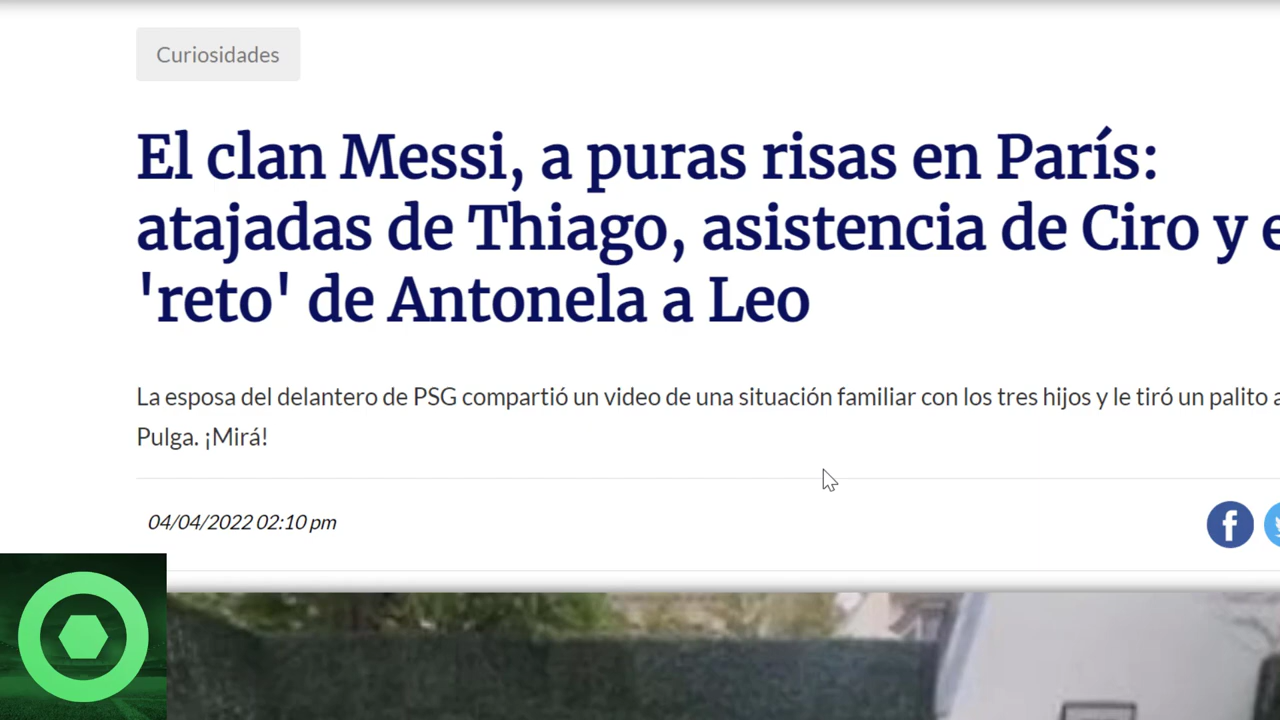 Curiosidades
El clan Messi, a puras risas en París:
atajadas de Thiago, asistencia de Ciro y
'reto' de Antonela a Leo
La esposa del delantero de PSG compartió un video de una situación familiar con los tres hijos y le tiró un palito
Pulga. ¡Mirá!
04/04/2022 02:10 pm